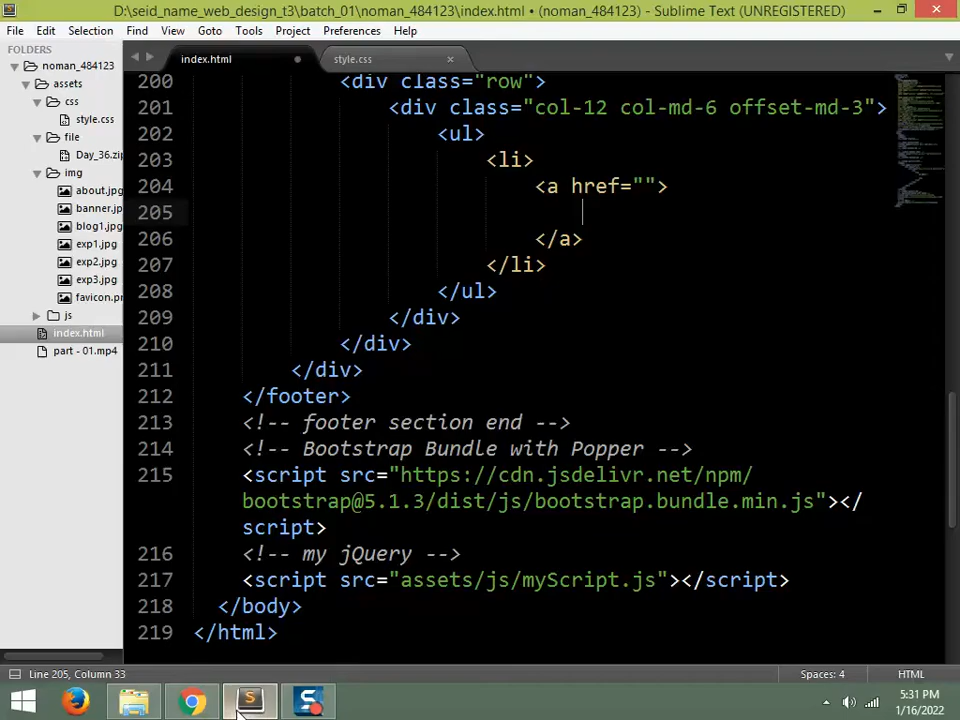 D:\seid_name_web_design_t3\batch_01\noman_484123\index.html • (noman_484123) - Sublime Text (UNREGISTERED)
File Edit Selection Find View Goto Tools Project Preferences Help
FOLDERS
noman_484123
assets
css
style.css
file
Day_36.zip
img
about.jpg
banner.jp
blog1.jpg
exp1.jpg
exp2.jpg
exp3.jpg
favicon.pr
js
index.html
part - 01.mp4
index.html style.css
200 <div class="row">
201 <div class="col-12 col-md-6 offset-md-3">
202 <ul>
203 <li>
204 <a href="">
205
206 </a>
207 </li>
208 </ul>
209 </div>
210 </div>
211 </div>
212 </footer>
213 <!-- footer section end -->
214 <!-- Bootstrap Bundle with Popper -->
215 <script src="https://cdn.jsdelivr.net/npm/
bootstrap@5.1.3/dist/js/bootstrap.bundle.min.js"></
script>
216 <!-- my jQuery -->
217 <script src="assets/js/myScript.js"></script>
218 </body>
219 </html>
Line 205, Column 33 Spaces: 4 HTML
5:31 PM
1/16/2022